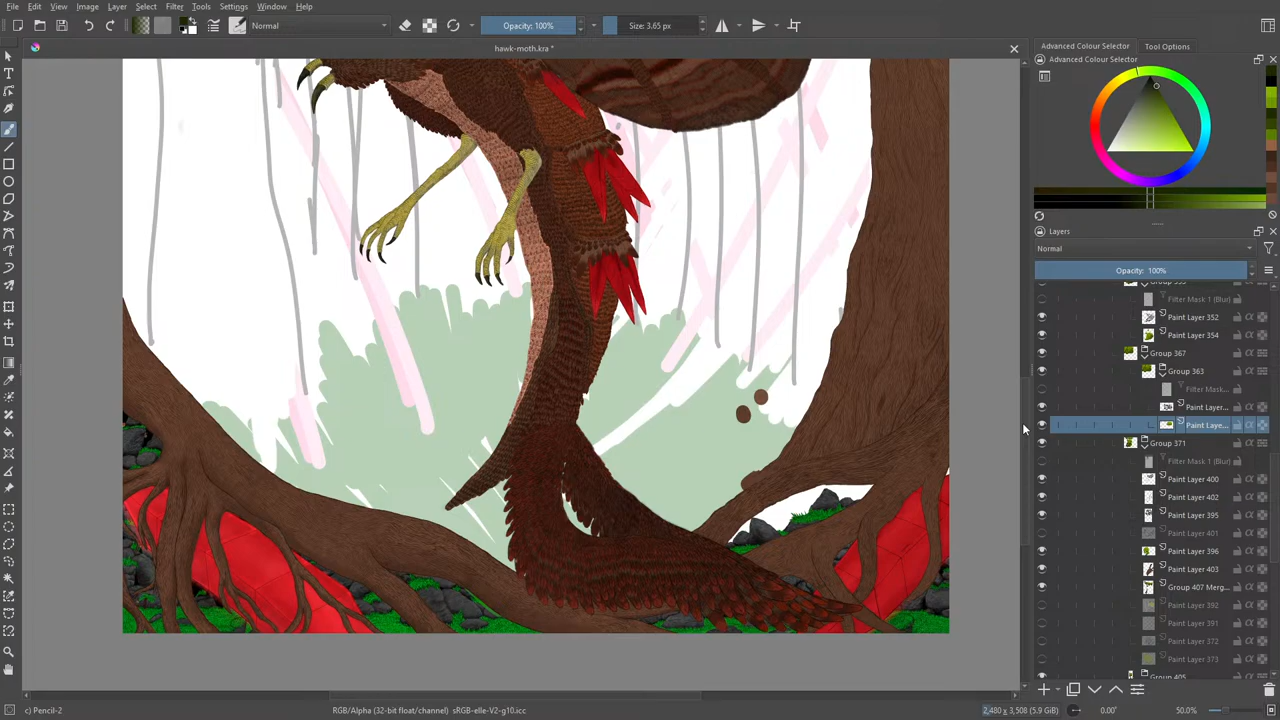 File Edit View Image Layer Select Filter Tools Settings Window Help
Normal Opacity: 100% Size: 3.65 px
hawk-moth.kra *
Advanced Colour Selector Tool Options
Advanced Colour Selector
Layers
Normal
Opacity: 100%
Filter Mask 1 (Blur)
Paint Layer 352
Paint Layer 354
Group 367
Group 363
Filter Mask...
Paint Layer...
Paint Laye...
Group 371
Filter Mask 1 (Blur)
Paint Layer 400
Paint Layer 402
Paint Layer 395
Paint Layer 401
Paint Layer 396
Paint Layer 403
Group 407 Merg...
Paint Layer 392
Paint Layer 391
Paint Layer 372
Paint Layer 373
Group 405
c) Pencil-2 RGB/Alpha (32-bit float/channel) sRGB-elle-V2-g10.icc 2,480 x 3,508 (5.9 GiB) 0.00° 50.0%